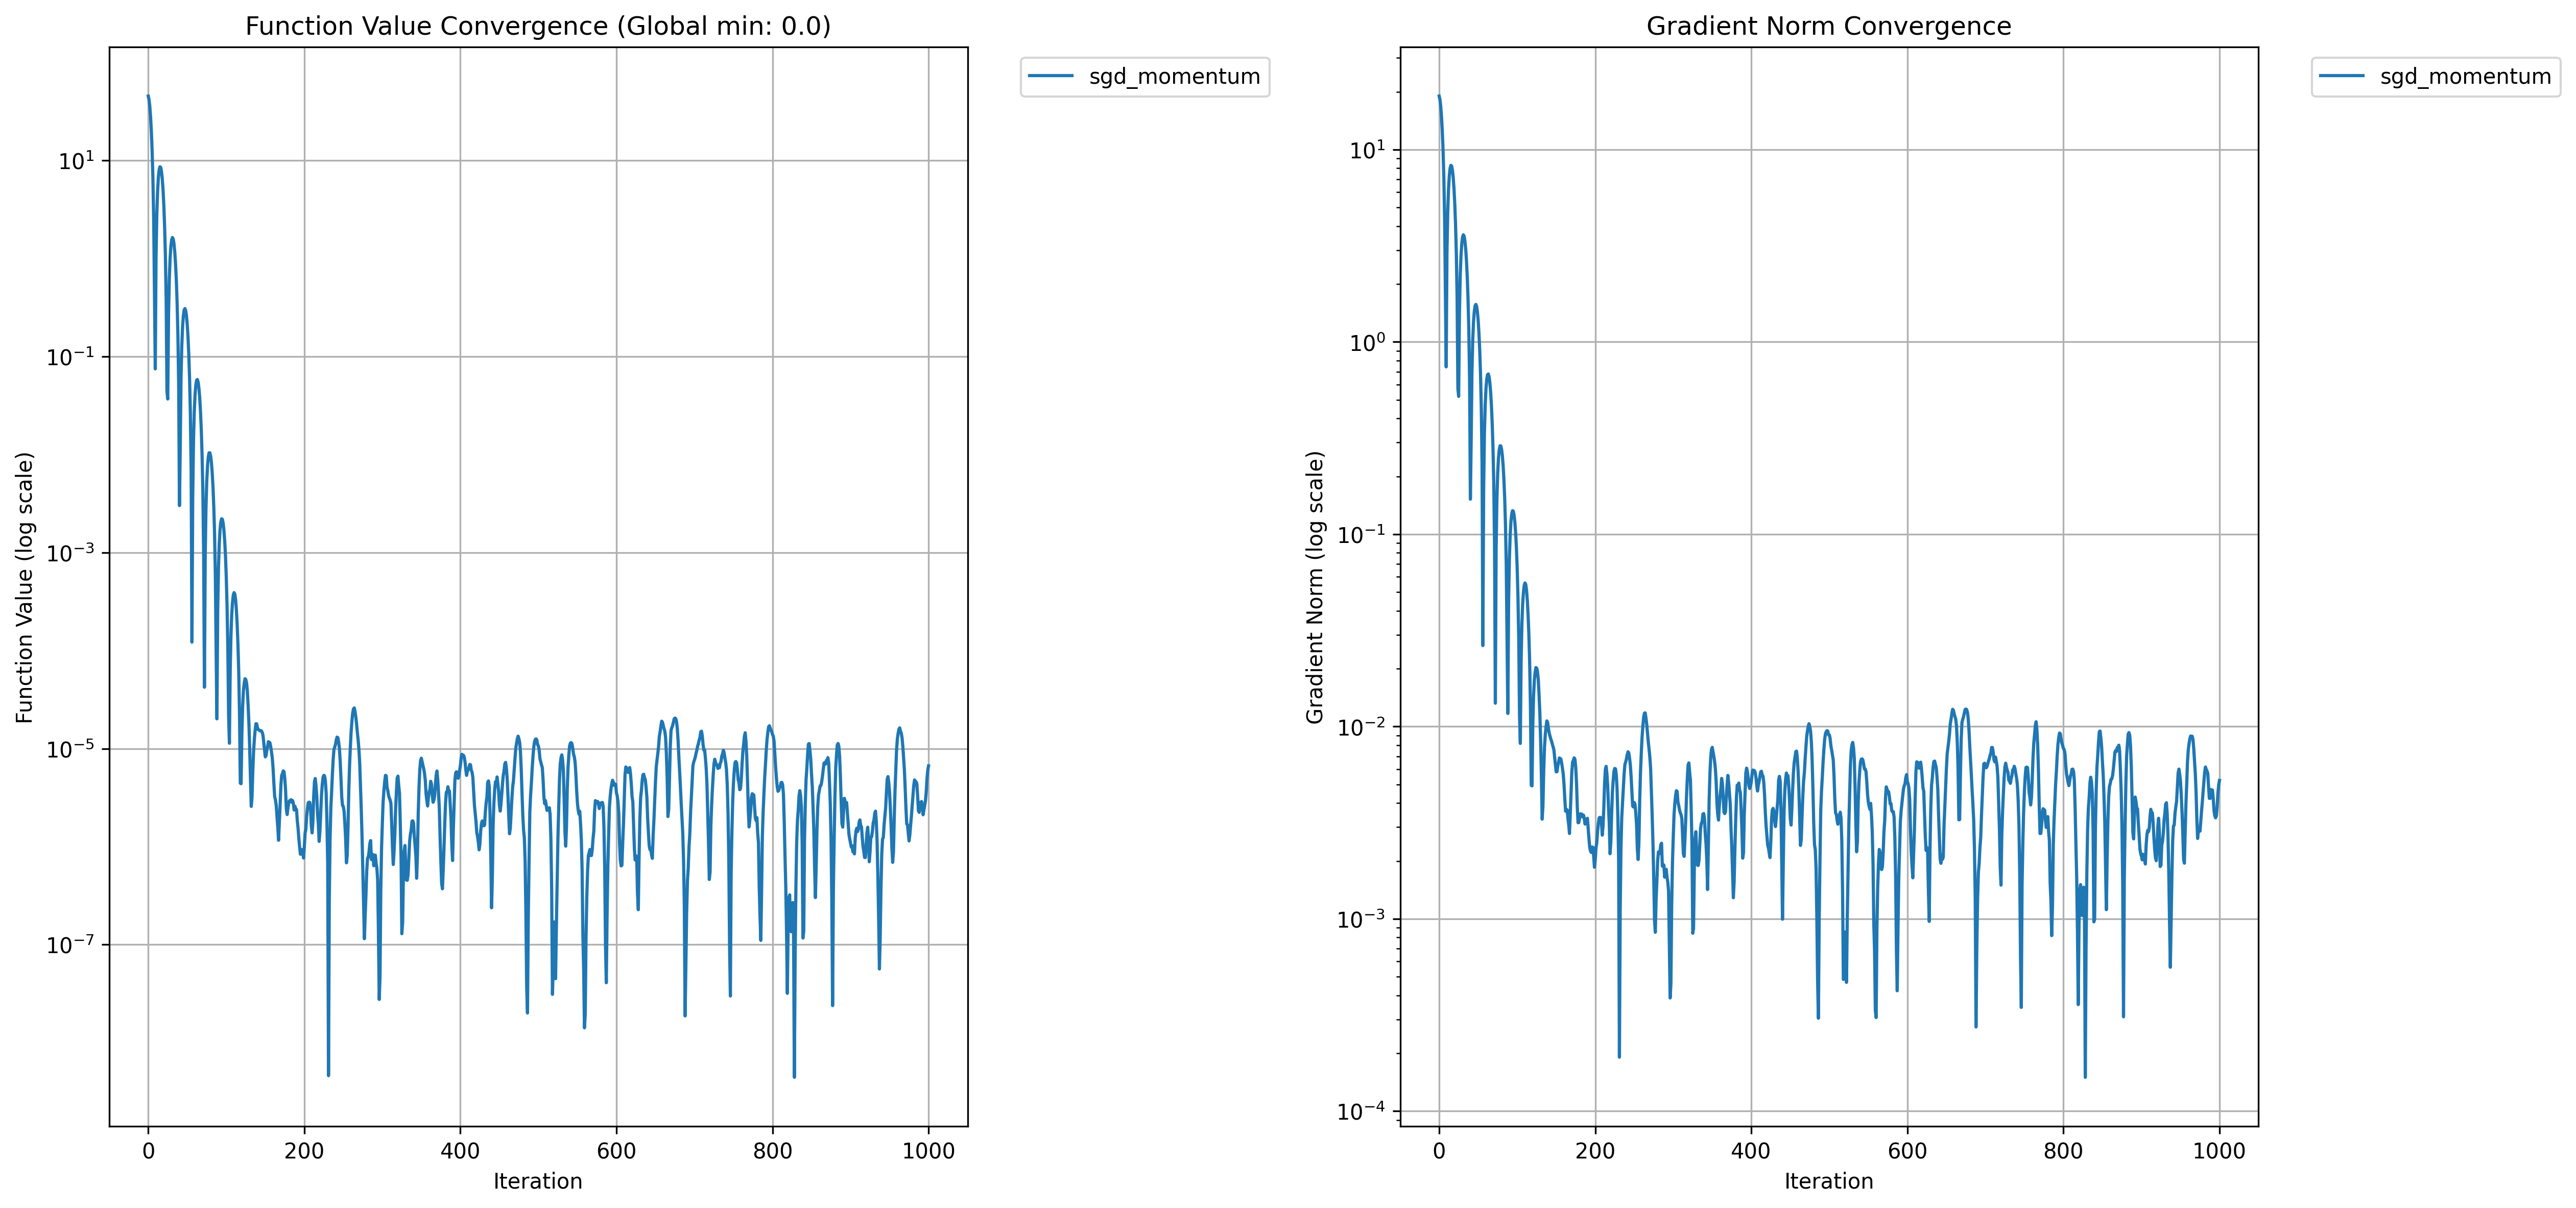 Function Value Convergence (Global min: 0.0)
sgd_momentum
Function Value (log scale)
10¹
10⁻¹
10⁻³
10⁻⁵
10⁻⁷
0 200 400 600 800 1000
Iteration
Gradient Norm Convergence
sgd_momentum
Gradient Norm (log scale)
10¹
10⁰
10⁻¹
10⁻²
10⁻³
10⁻⁴
0 200 400 600 800 1000
Iteration